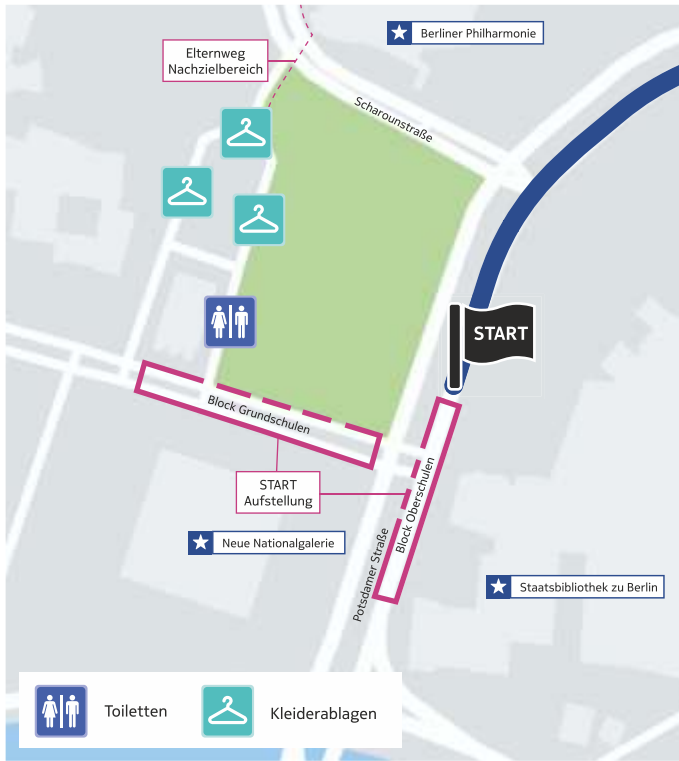 Berliner Philharmonie
Elternweg
Nachzielbereich
Scharounstraße
START
Block Grundschulen
START
Aufstellung
Block Oberschulen
Potsdamer Straße
Neue Nationalgalerie
Staatsbibliothek zu Berlin
Toiletten
Kleiderablagen